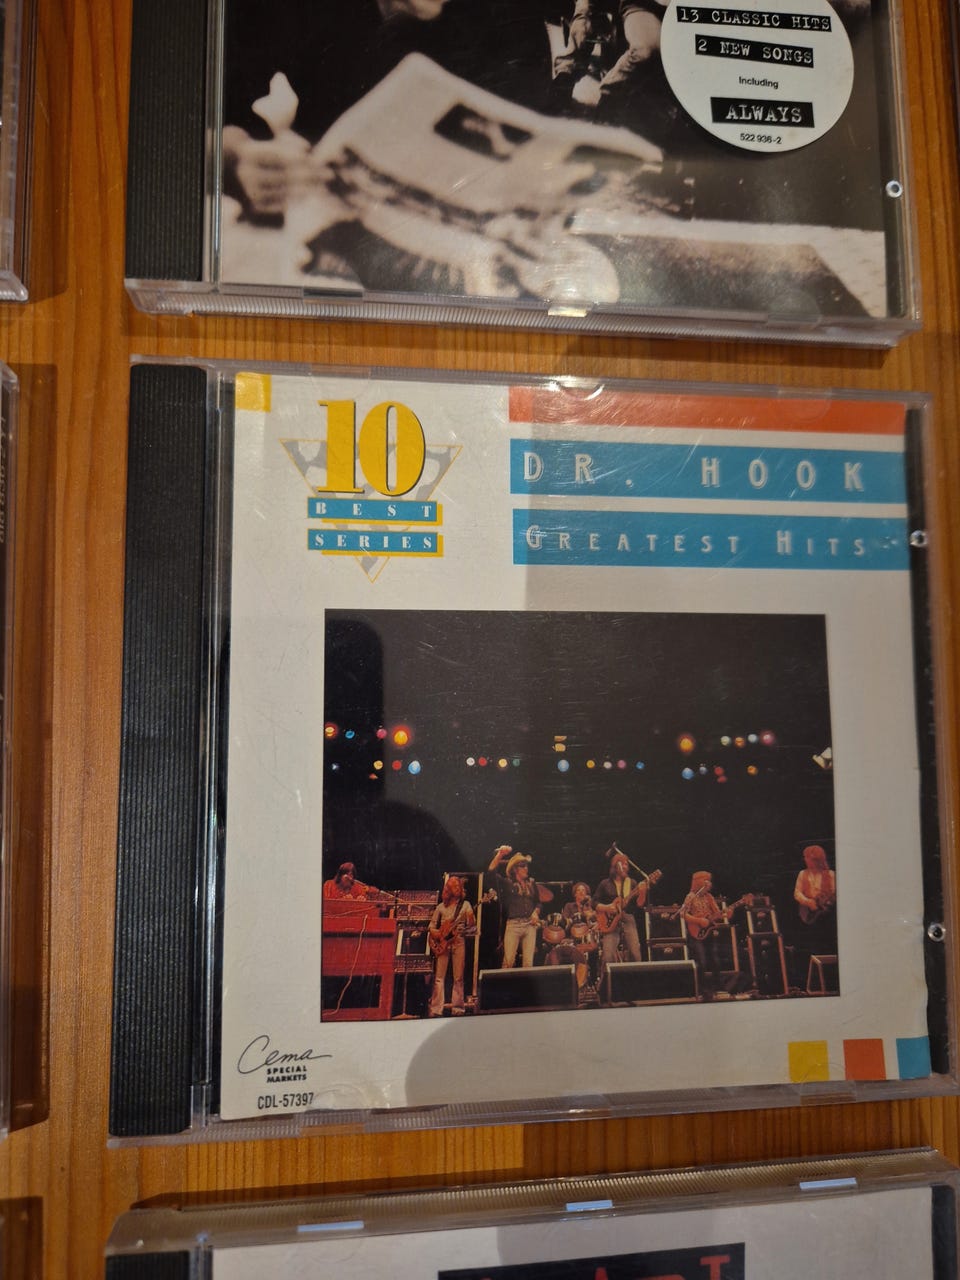 13 CLASSIC HITS
2 NEW SONGS
Including
ALWAYS
522 936-2
10
BEST
SERIES
DR. HOOK
GREATEST HITS
Cema
SPECIAL
MARKETS
CDL-57397